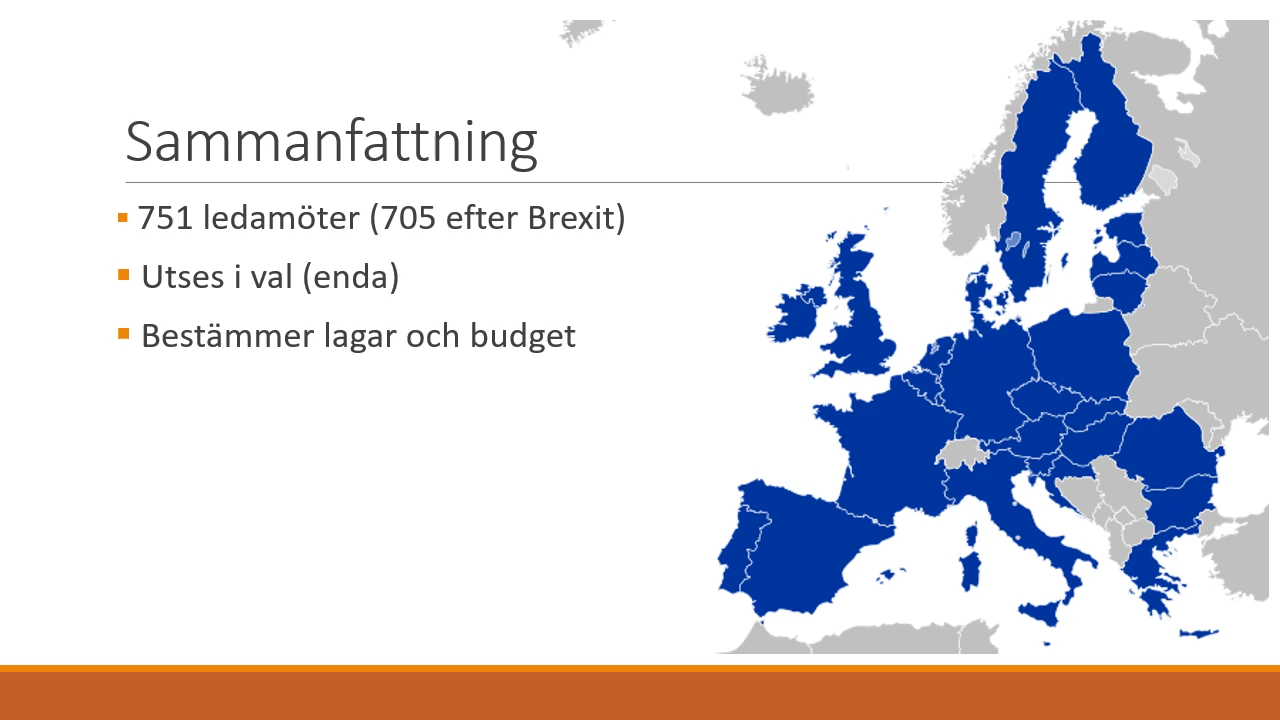 Sammanfattning
751 ledamöter (705 efter Brexit)
Utses i val (enda)
Bestämmer lagar och budget